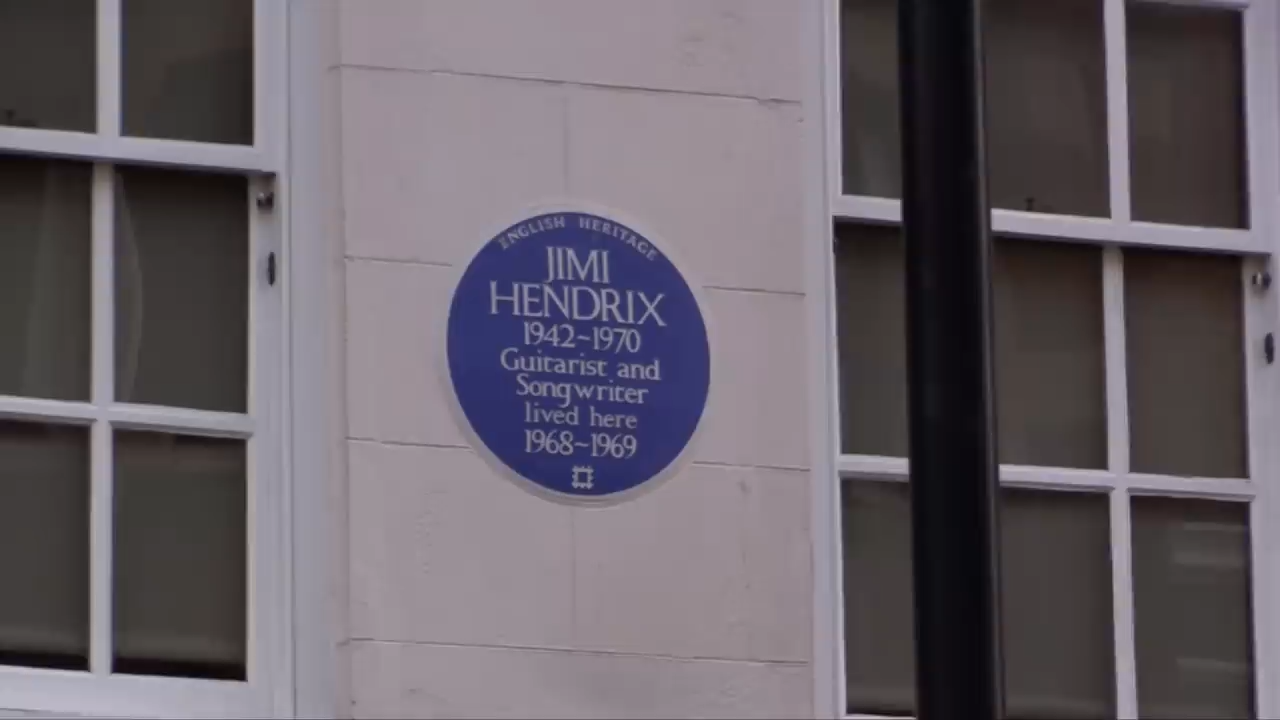 ENGLISH HERITAGE
JIMI
HENDRIX
1942~1970
Guitarist and
Songwriter
lived here
1968~1969